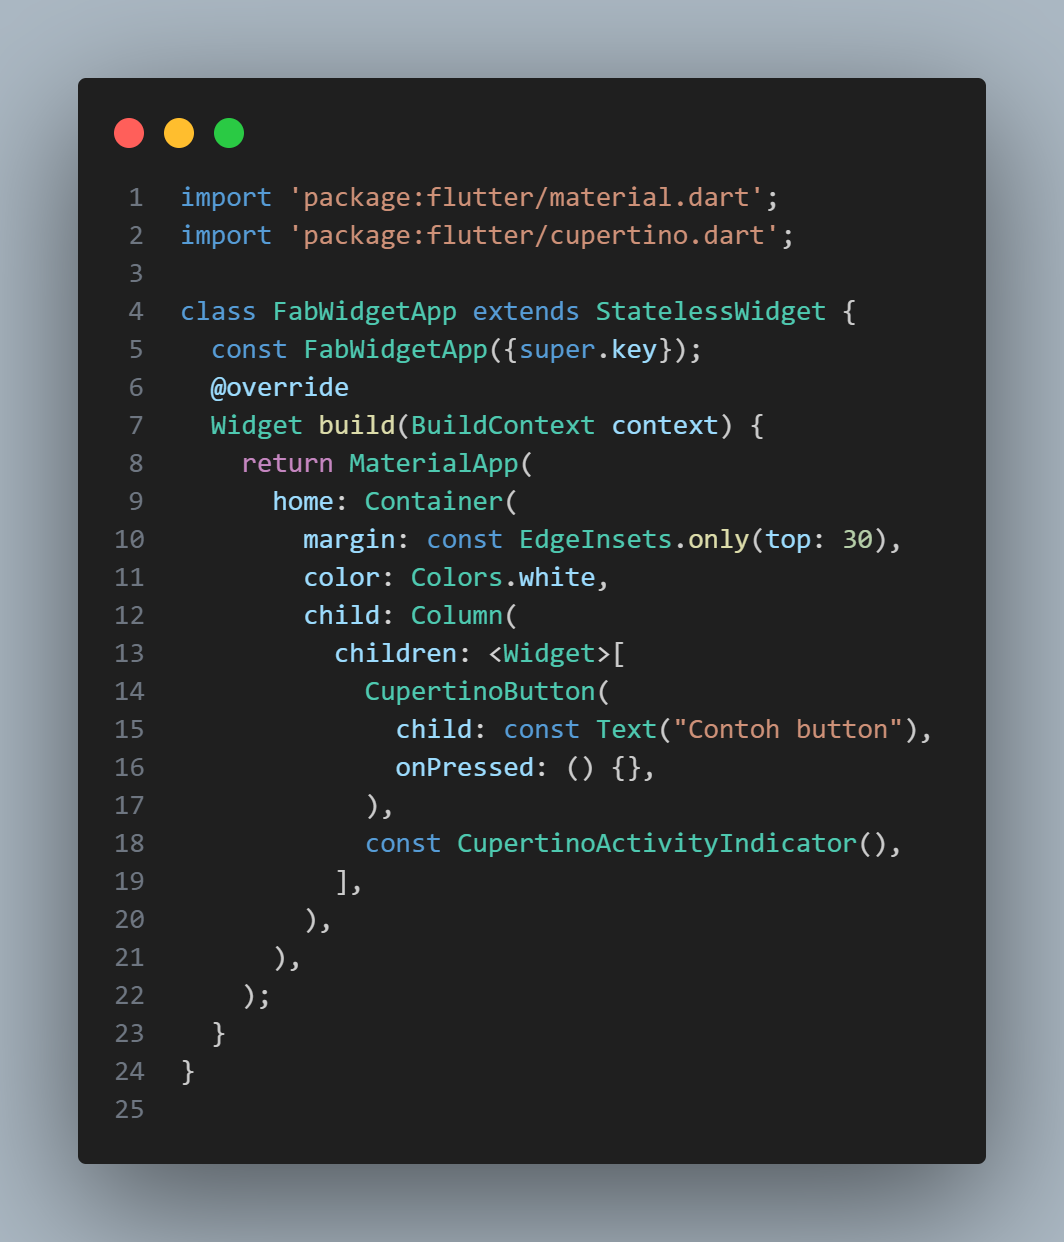 1 import 'package:flutter/material.dart';
2 import 'package:flutter/cupertino.dart';
3
4 class FabWidgetApp extends StatelessWidget {
5   const FabWidgetApp({super.key});
6   @override
7   Widget build(BuildContext context) {
8     return MaterialApp(
9       home: Container(
10         margin: const EdgeInsets.only(top: 30),
11         color: Colors.white,
12         child: Column(
13           children: <Widget>[
14             CupertinoButton(
15               child: const Text("Contoh button"),
16               onPressed: () {},
17             ),
18             const CupertinoActivityIndicator(),
19           ],
20         ),
21       ),
22     );
23   }
24 }
25